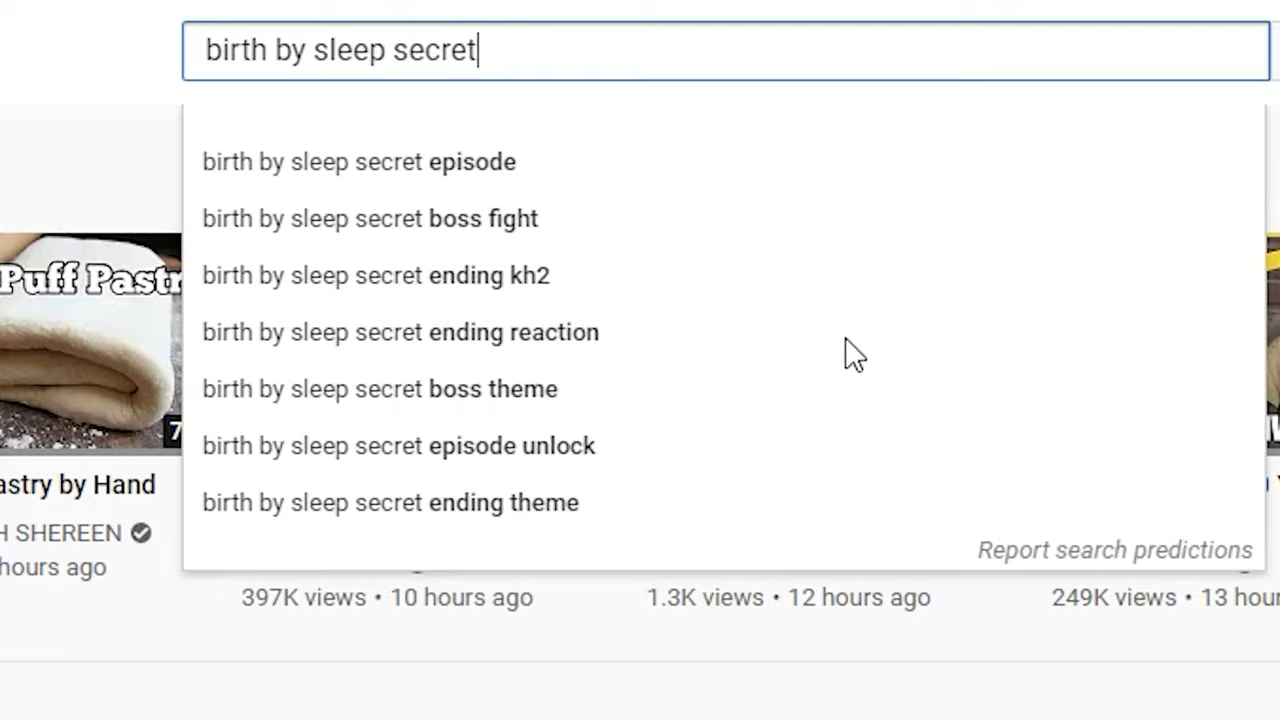 birth by sleep secret
birth by sleep secret episode
birth by sleep secret boss fight
birth by sleep secret ending kh2
birth by sleep secret ending reaction
birth by sleep secret boss theme
birth by sleep secret episode unlock
birth by sleep secret ending theme
Report search predictions
Puff Pastr
7
astry by Hand
H SHEREEN
hours ago
397K views • 10 hours ago
1.3K views • 12 hours ago
249K views • 13 hour